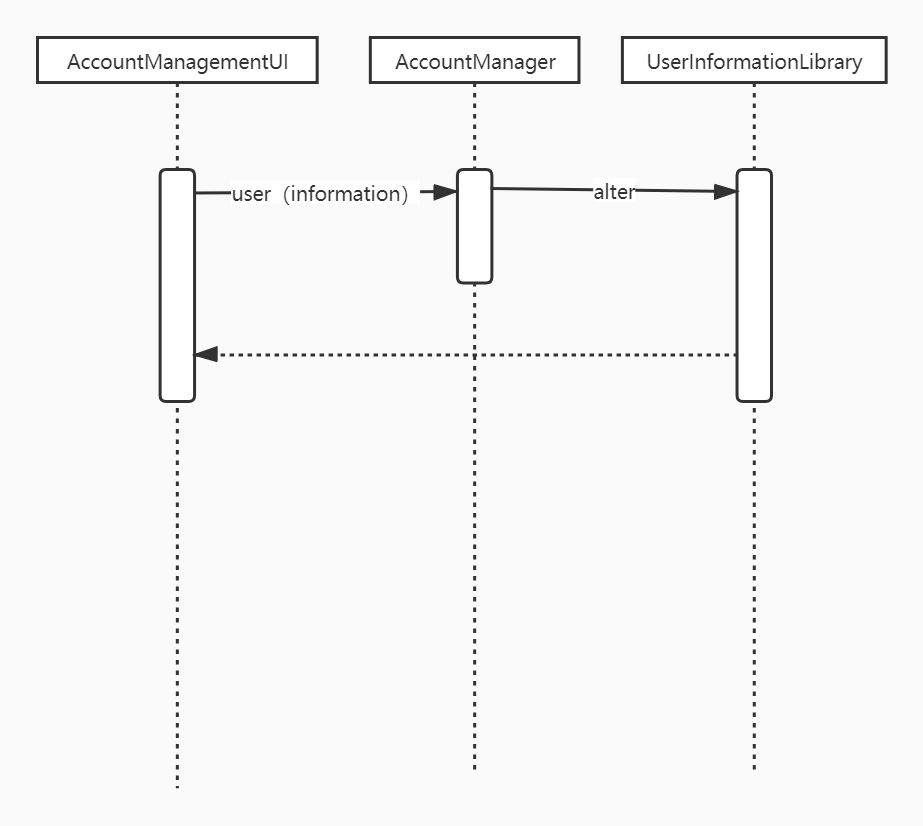 AccountManagementUI
AccountManager
UserInformationLibrary
user（information）
alter